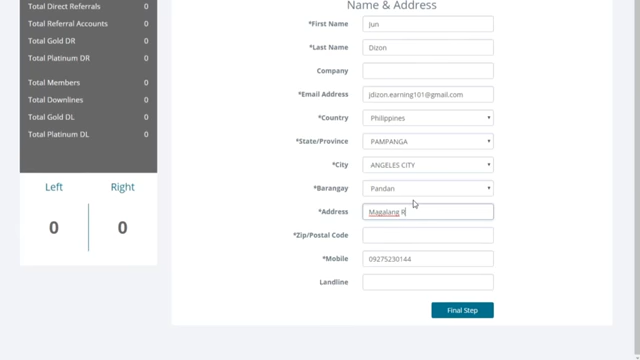 Total Direct Referrals 0
Total Referral Accounts 0
Total Gold DR 0
Total Platinum DR 0
Total Members 0
Total Downlines 0
Total Gold DL 0
Total Platinum DL 0
Left Right
0 0
Name & Address
*First Name Jun
*Last Name Dizon
Company
*Email Address jdizon.earning101@gmail.com
*Country Philippines
*State/Province PAMPANGA
*City ANGELES CITY
*Barangay Pandan
*Address Magalang R
*Zip/Postal Code
*Mobile 09275230144
Landline
Final Step